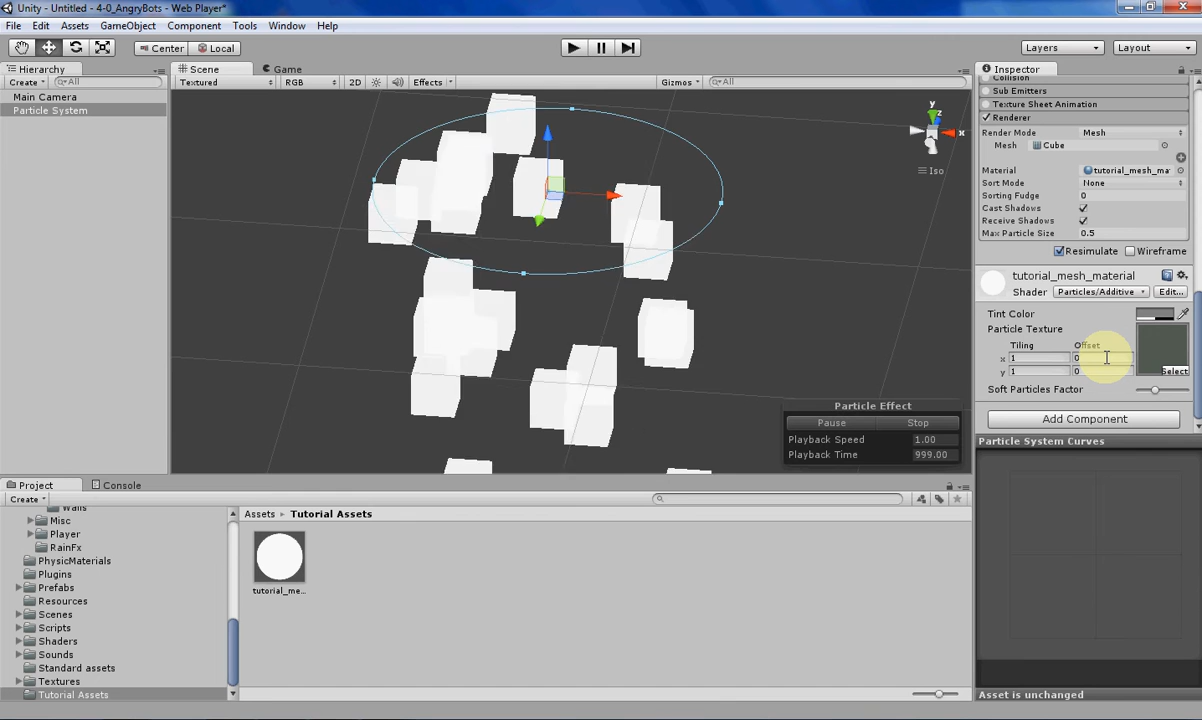 Unity - Untitled - 4-0_AngryBots - Web Player*
File Edit Assets GameObject Component Tools Window Help
Center Local Layers Layout
Hierarchy
Create All
Main Camera
Particle System
Scene Game
Textured RGB 2D Effects Gizmos All
y
z
x
Iso
Particle Effect
Pause Stop
Playback Speed 1.00
Playback Time 999.00
Inspector
Collision
Sub Emitters
Texture Sheet Animation
Renderer
Render Mode Mesh
Mesh Cube
Material tutorial_mesh_ma
Sort Mode None
Sorting Fudge 0
Cast Shadows
Receive Shadows
Max Particle Size 0.5
Resimulate Wireframe
tutorial_mesh_material
Shader Particles/Additive Edit...
Tint Color
Particle Texture
Tiling Offset
x 1 0
y 1 0
Select
Soft Particles Factor
Add Component
Particle System Curves
Asset is unchanged
Project Console
Create
Walls
Misc
Player
RainFx
PhysicMaterials
Plugins
Prefabs
Resources
Scenes
Scripts
Shaders
Sounds
Standard assets
Textures
Tutorial Assets
Assets Tutorial Assets
tutorial_me...